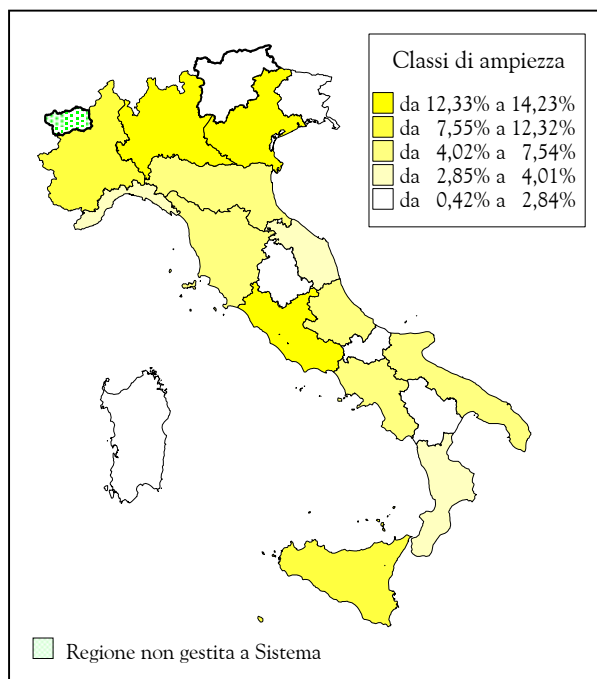 Classi di ampiezza
da 12,33% a 14,23%
da 7,55% a 12,32%
da 4,02% a 7,54%
da 2,85% a 4,01%
da 0,42% a 2,84%
Regione non gestita a Sistema